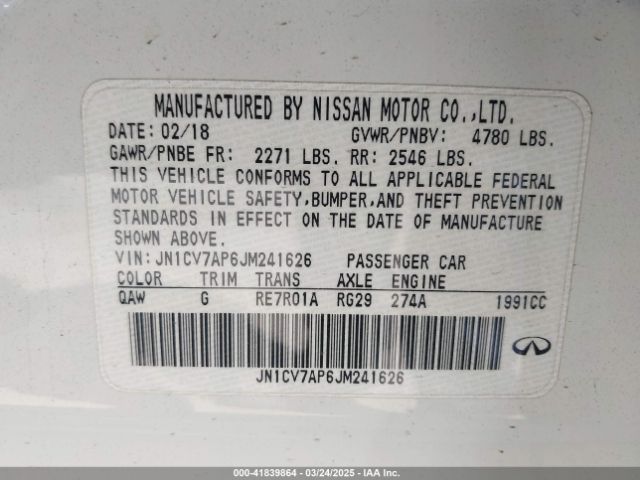 MANUFACTURED BY NISSAN MOTOR CO.,LTD.
DATE: 02/18 GVWR/PNBV: 4780 LBS.
GAWR/PNBE FR: 2271 LBS. RR: 2546 LBS.
THIS VEHICLE CONFORMS TO ALL APPLICABLE FEDERAL
MOTOR VEHICLE SAFETY,BUMPER,AND THEFT PREVENTION
STANDARDS IN EFFECT ON THE DATE OF MANUFACTURE
SHOWN ABOVE.
VIN: JN1CV7AP6JM241626 PASSENGER CAR
COLOR TRIM TRANS AXLE ENGINE
QAW G RE7R01A RG29 274A 1991CC
JN1CV7AP6JM241626
000-41839864 — 03/24/2025 — IAA Inc.